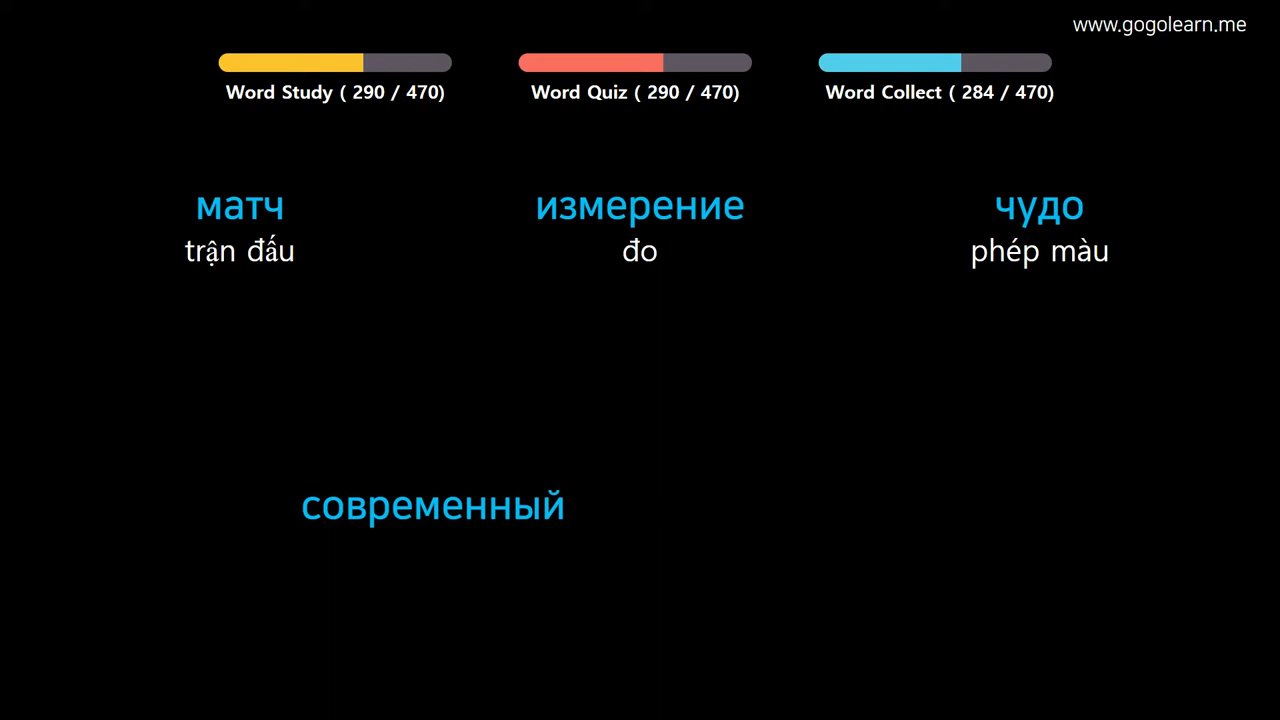 www.gogolearn.me
Word Study ( 290 / 470) Word Quiz ( 290 / 470) Word Collect ( 284 / 470)
матч измерение чудо
trận đấu đo phép màu
современный